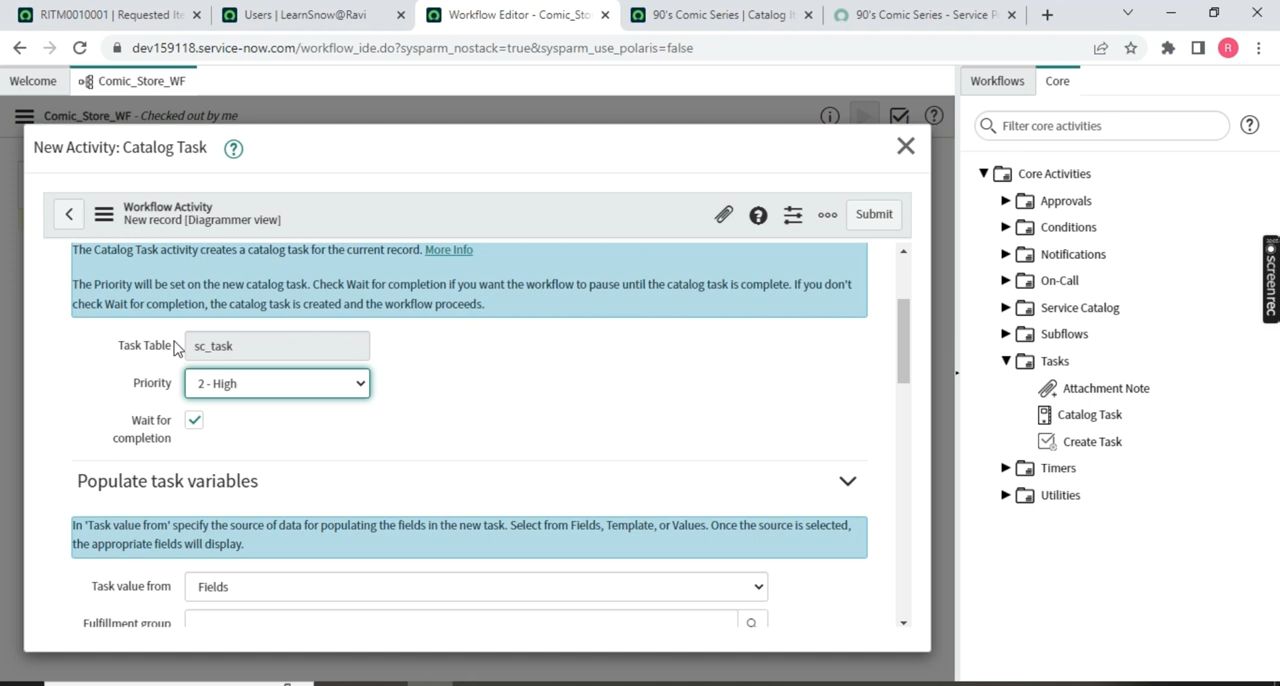 RITM0010001 | Requested Ite
Users | LearnSnow@Ravi
Workflow Editor - Comic_Sto
90's Comic Series | Catalog It
90's Comic Series - Service Po
dev159118.service-now.com/workflow_ide.do?sysparm_nostack=true&sysparm_use_polaris=false
R
Welcome
Comic_Store_WF
Workflows
Core
Comic_Store_WF - Checked out by me
Filter core activities
New Activity: Catalog Task
Core Activities
Approvals
Conditions
Notifications
On-Call
Service Catalog
Subflows
Tasks
Attachment Note
Catalog Task
Create Task
Timers
Utilities
Workflow Activity
New record [Diagrammer view]
Submit
The Catalog Task activity creates a catalog task for the current record. More Info
The Priority will be set on the new catalog task. Check Wait for completion if you want the workflow to pause until the catalog task is complete. If you don't
check Wait for completion, the catalog task is created and the workflow proceeds.
Task Table
sc_task
Priority
2 - High
Wait for
completion
Populate task variables
In 'Task value from' specify the source of data for populating the fields in the new task. Select from Fields, Template, or Values. Once the source is selected,
the appropriate fields will display.
Task value from
Fields
Fulfillment group
screenrec